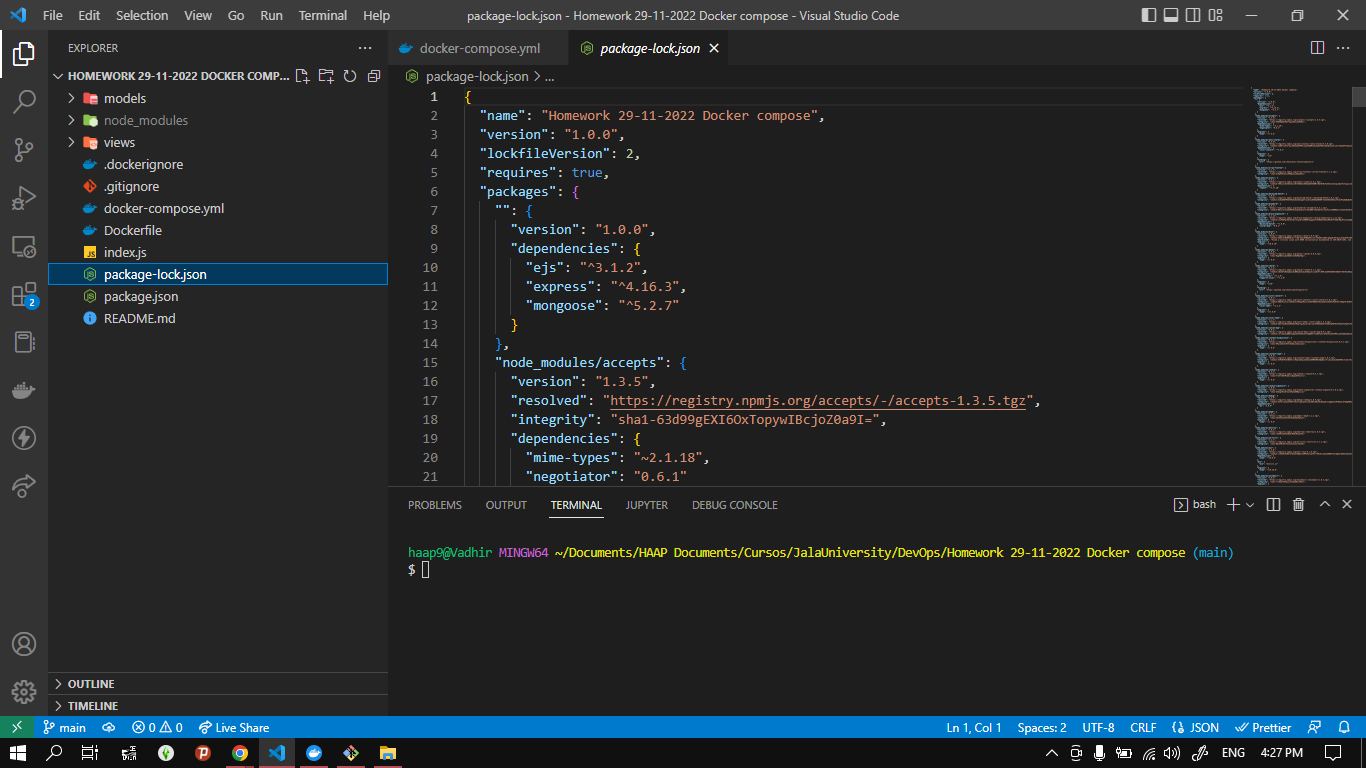 File Edit Selection View Go Run Terminal Help package-lock.json - Homework 29-11-2022 Docker compose - Visual Studio Code
EXPLORER
HOMEWORK 29-11-2022 DOCKER COMP...
models
node_modules
views
.dockerignore
.gitignore
docker-compose.yml
Dockerfile
JS index.js
package-lock.json
package.json
README.md
OUTLINE
TIMELINE
2
docker-compose.yml package-lock.json
package-lock.json > ...
1 {
2 "name": "Homework 29-11-2022 Docker compose",
3 "version": "1.0.0",
4 "lockfileVersion": 2,
5 "requires": true,
6 "packages": {
7 "": {
8 "version": "1.0.0",
9 "dependencies": {
10 "ejs": "^3.1.2",
11 "express": "^4.16.3",
12 "mongoose": "^5.2.7"
13 }
14 },
15 "node_modules/accepts": {
16 "version": "1.3.5",
17 "resolved": "https://registry.npmjs.org/accepts/-/accepts-1.3.5.tgz",
18 "integrity": "sha1-63d99gEXI6OxTopywIBcjoZ0a9I=",
19 "dependencies": {
20 "mime-types": "~2.1.18",
21 "negotiator": "0.6.1"
PROBLEMS OUTPUT TERMINAL JUPYTER DEBUG CONSOLE bash
haap9@Vadhir MINGW64 ~/Documents/HAAP Documents/Cursos/JalaUniversity/DevOps/Homework 29-11-2022 Docker compose (main)
$
main 0 0 Live Share Ln 1, Col 1 Spaces: 2 UTF-8 CRLF {} JSON Prettier
ENG 4:27 PM